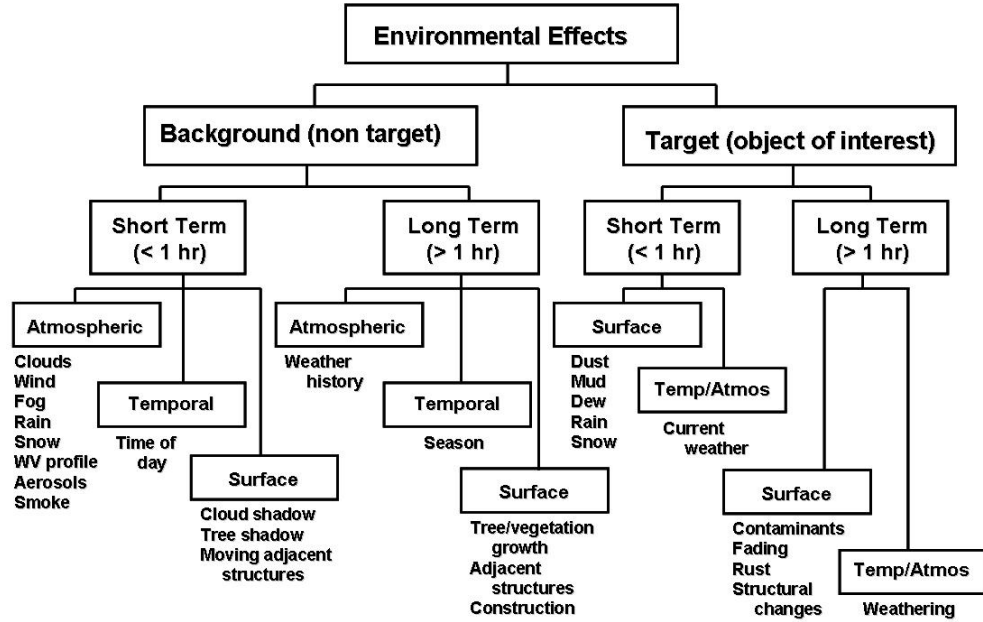 Environmental Effects
Background (non target)
Target (object of interest)
Short Term
(< 1 hr)
Long Term
(> 1 hr)
Short Term
(< 1 hr)
Long Term
(> 1 hr)
Atmospheric
Clouds
Wind
Fog
Rain
Snow
WV profile
Aerosols
Smoke
Temporal
Time of
day
Surface
Cloud shadow
Tree shadow
Moving adjacent
structures
Atmospheric
Weather
history
Temporal
Season
Surface
Tree/vegetation
growth
Adjacent
structures
Construction
Surface
Dust
Mud
Dew
Rain
Snow
Temp/Atmos
Current
weather
Surface
Contaminants
Fading
Rust
Structural
changes
Temp/Atmos
Weathering